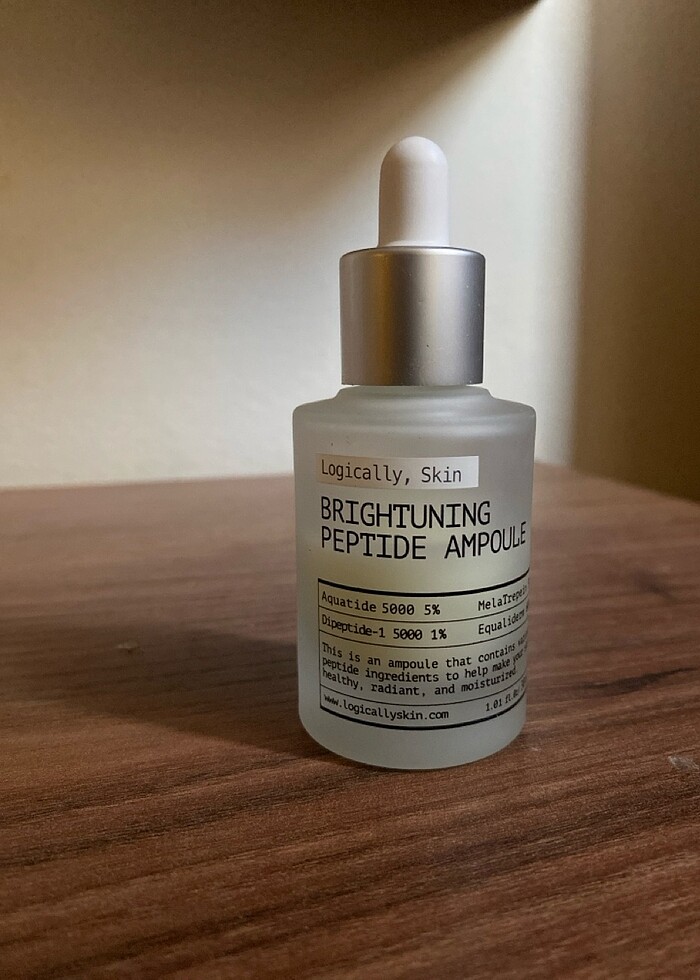 Logically, Skin
BRIGHTUNING
PEPTIDE AMPOULE
Aquatide 5000 5%
Dipeptide-1 5000 1%
This is an ampoule that contains
peptide ingredients to help make your
healthy, radiant, and moisturized
www.logicallyskin.com
1.01 fl.